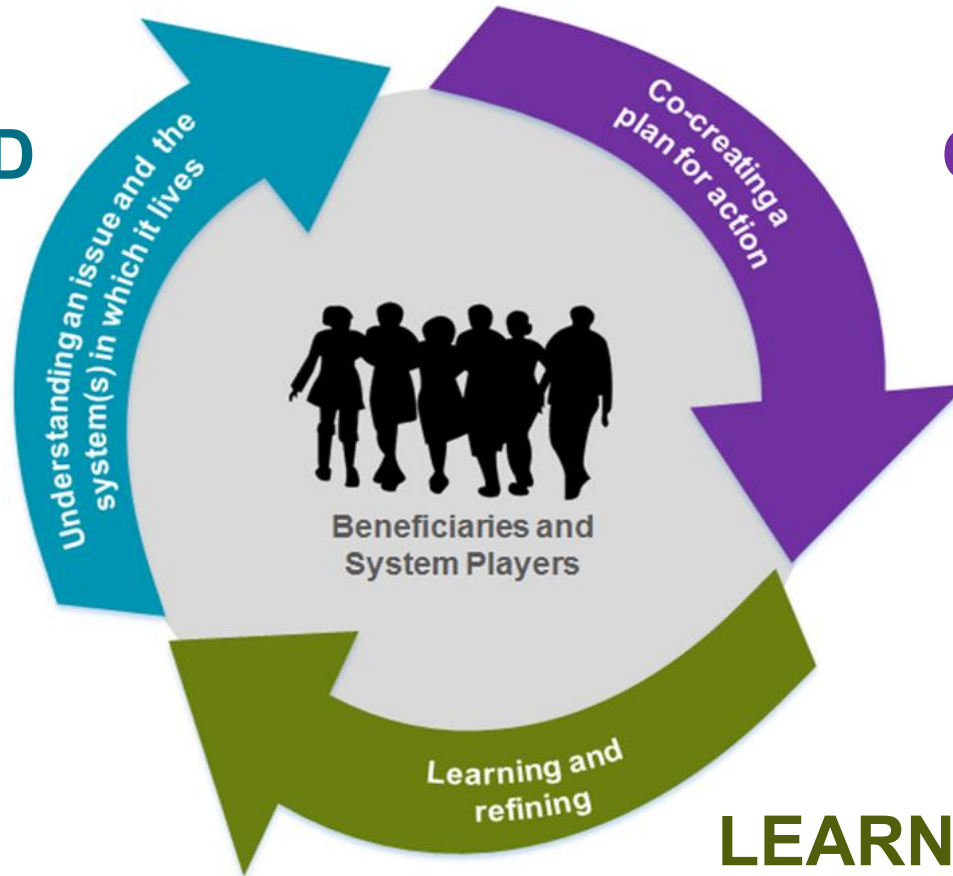 D
Understanding an issue and the
system(s) in which it lives
Co-creating a
plan for action
Beneficiaries and
System Players
Learning and
refining
LEARN